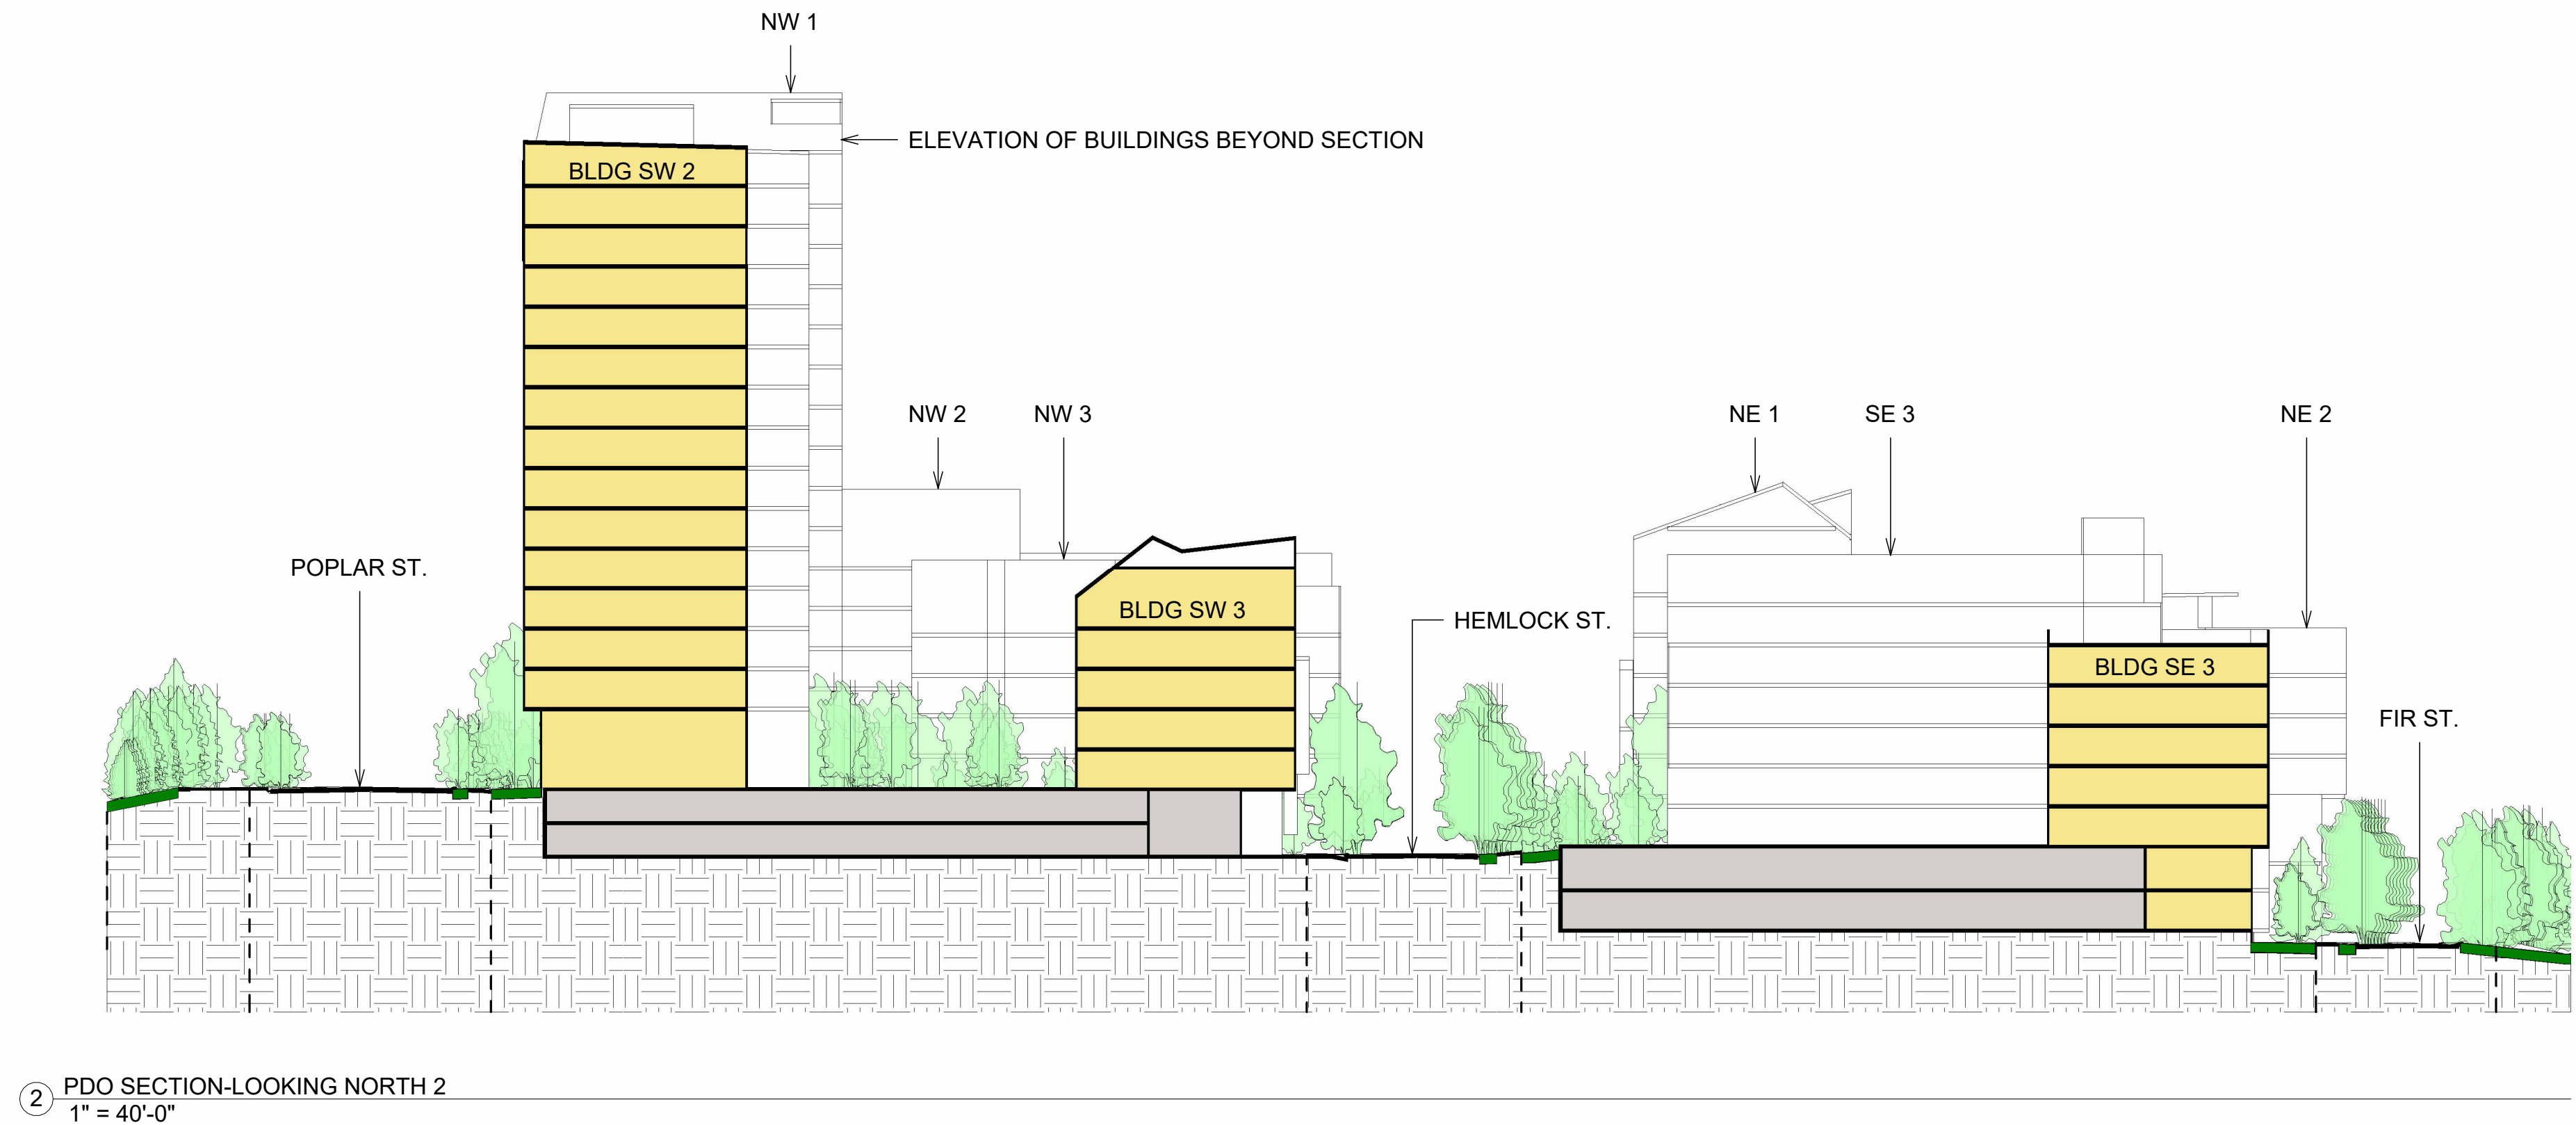 NW 1
ELEVATION OF BUILDINGS BEYOND SECTION
BLDG SW 2
NW 2
NW 3
NE 1
SE 3
NE 2
POPLAR ST.
BLDG SW 3
HEMLOCK ST.
BLDG SE 3
FIR ST.
2
PDO SECTION-LOOKING NORTH 2
1" = 40'-0"